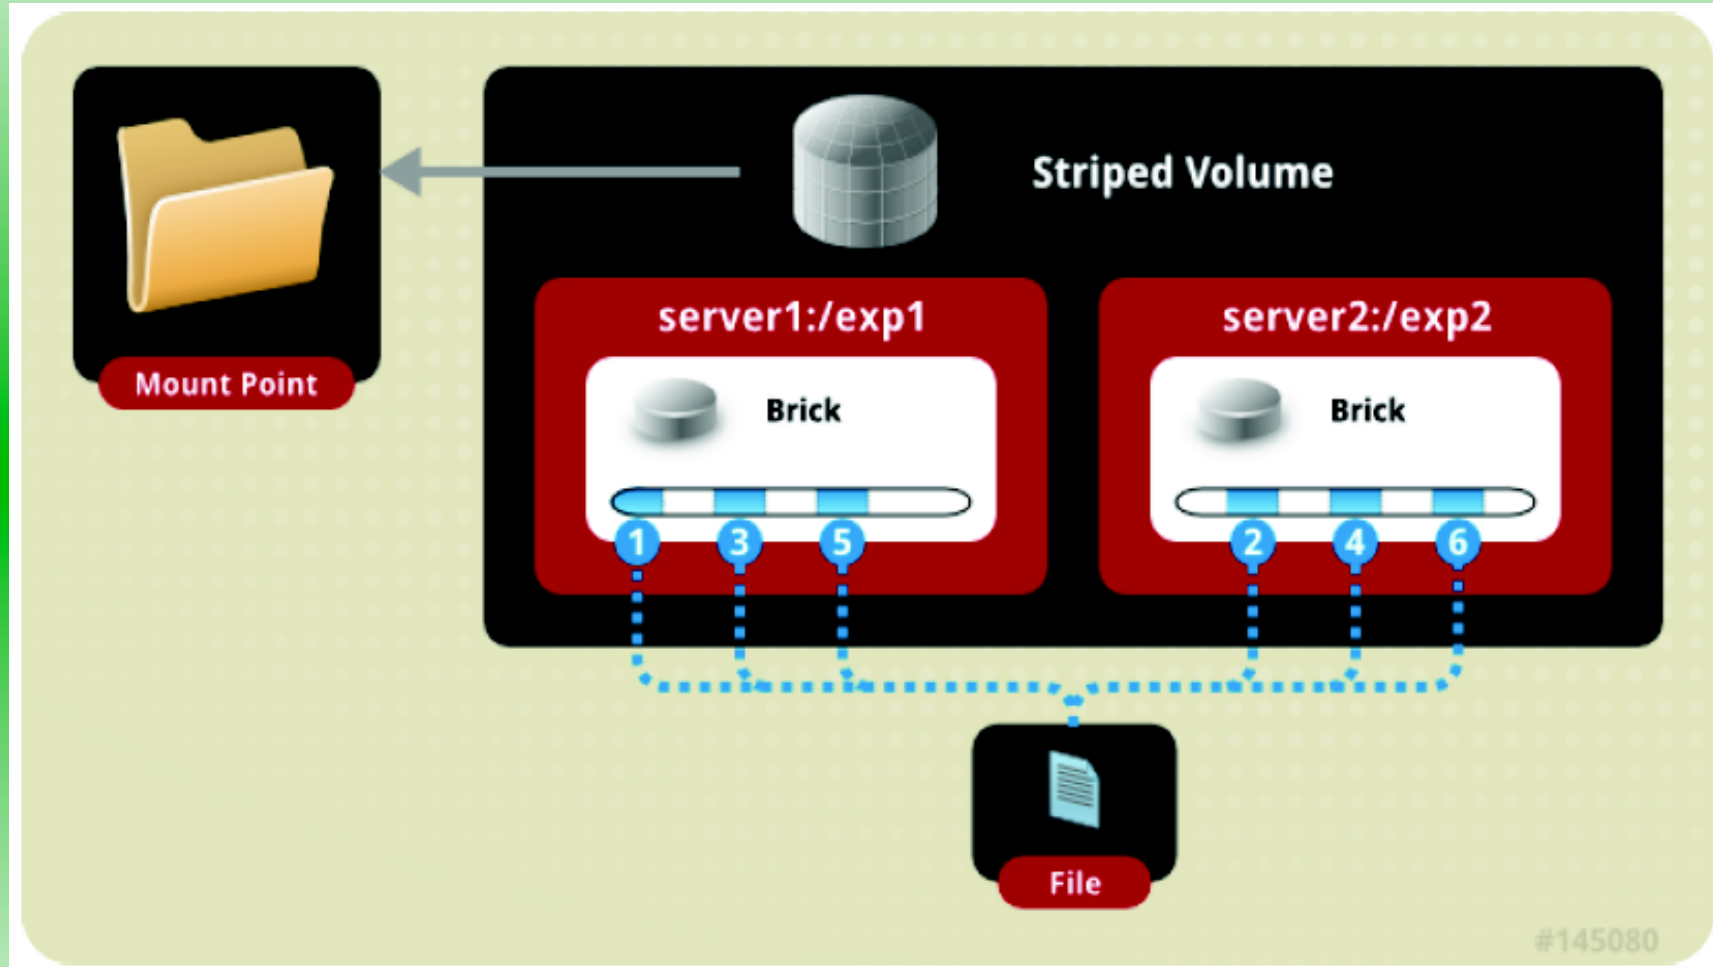 Striped Volume
Mount Point
server1:/exp1
server2:/exp2
Brick
Brick
1
3
5
2
4
6
File
#145080